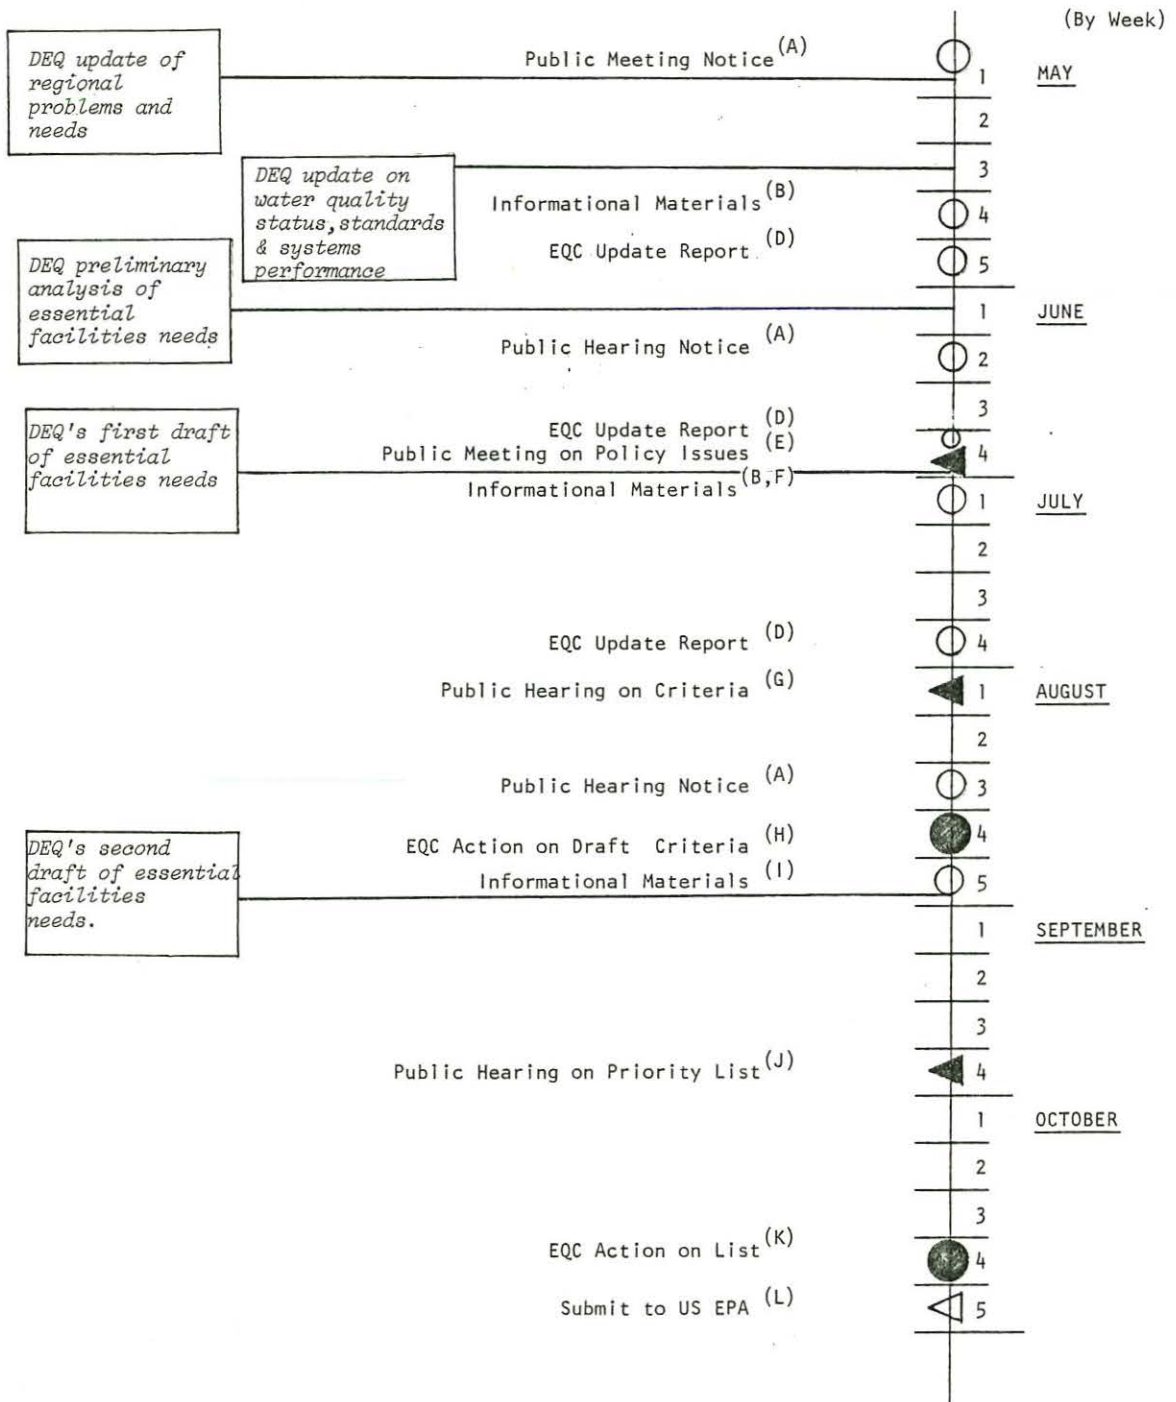 (By Week)
DEQ update of
regional
problems and
needs
Public Meeting Notice (A)
1 MAY
2
3
DEQ update on
water quality
status, standards
& systems
performance
Informational Materials (B)
4
EQC Update Report (D)
5
DEQ preliminary
analysis of
essential
facilities needs
1 JUNE
Public Hearing Notice (A)
2
3
DEQ's first draft
of essential
facilities needs
EQC Update Report (D)
Public Meeting on Policy Issues (E)
4
Informational Materials (B,F)
1 JULY
2
3
EQC Update Report (D)
4
Public Hearing on Criteria (G)
1 AUGUST
2
Public Hearing Notice (A)
3
EQC Action on Draft Criteria (H)
4
DEQ's second
draft of essential
facilities
needs.
Informational Materials (I)
5
1 SEPTEMBER
2
3
Public Hearing on Priority List (J)
4
1 OCTOBER
2
3
EQC Action on List (K)
4
Submit to US EPA (L)
5